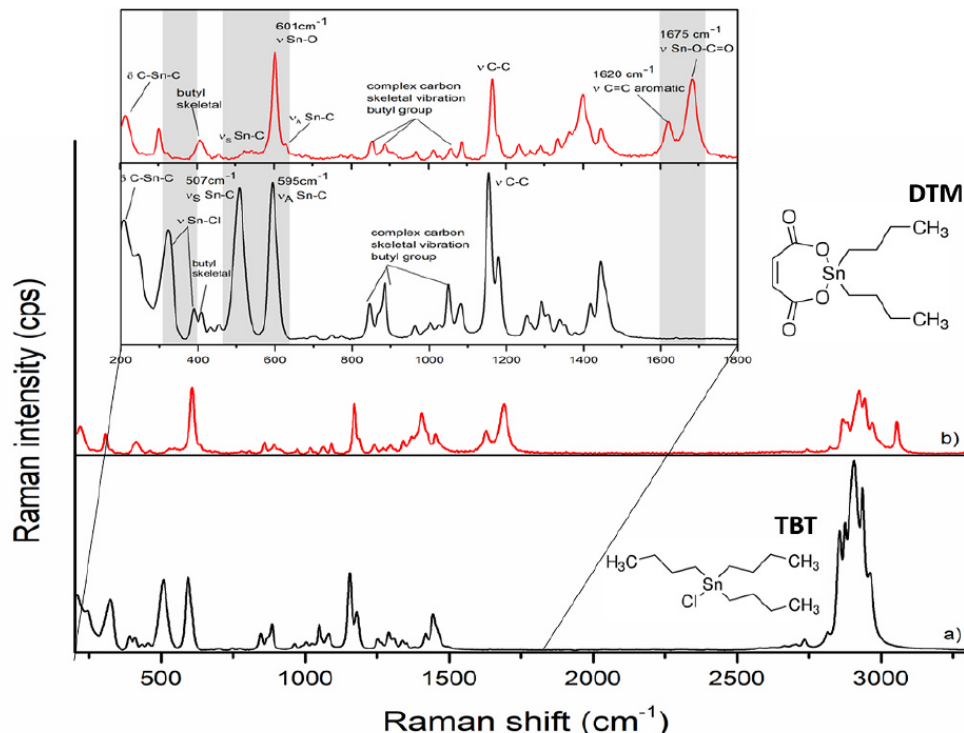 601cm⁻¹
ν Sn-O
1675 cm⁻¹
ν Sn-O-C=O
δ C-Sn-C
butyl
skeletal
νₛ Sn-C
ν_A Sn-C
complex carbon
skeletal vibration
butyl group
ν C-C
1620 cm⁻¹
ν C=C aromatic
δ C-Sn-C
ν Sn-Cl
butyl
skeletal
507cm⁻¹
ν_S Sn-C
595cm⁻¹
ν_A Sn-C
complex carbon
skeletal vibration
butyl group
ν C-C
200 400 600 800 1000 1200 1400 1600 1800
DTM
O
O
Sn
O
O
CH₃
CH₃
b)
TBT
H₃C
Sn
Cl
CH₃
CH₃
a)
Raman intensity (cps)
500 1000 1500 2000 2500 3000
Raman shift (cm⁻¹)